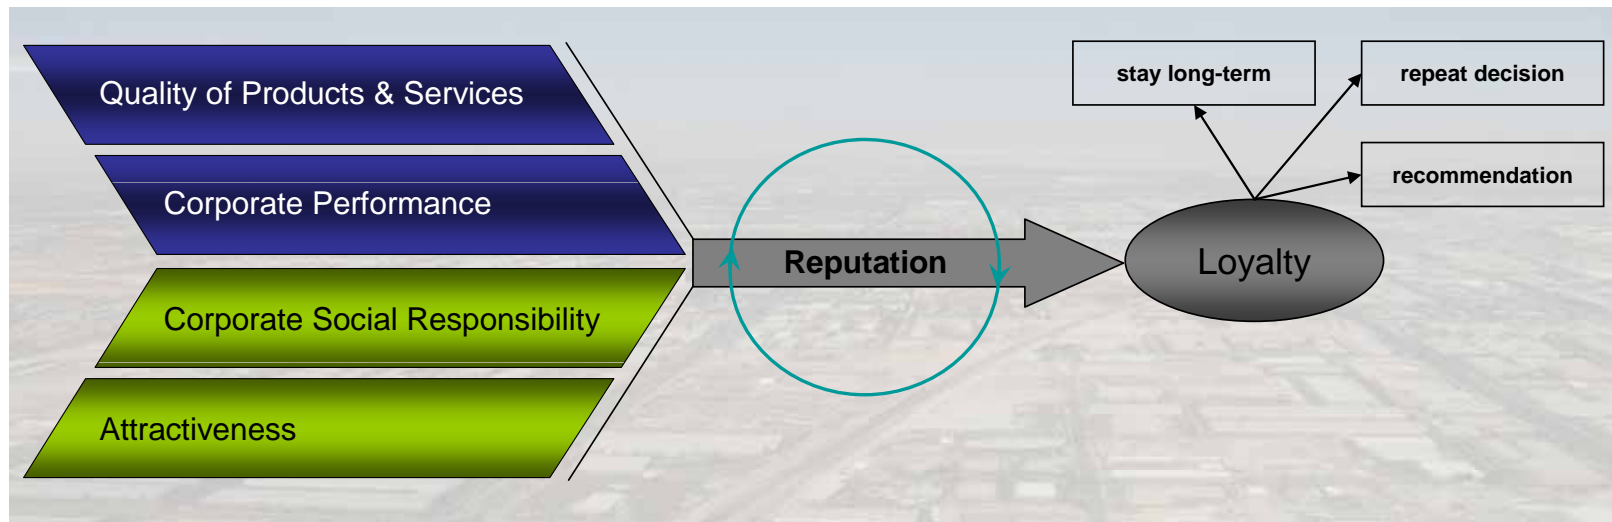 Quality of Products & Services
Corporate Performance
Corporate Social Responsibility
Attractiveness
Reputation
Loyalty
stay long-term
repeat decision
recommendation